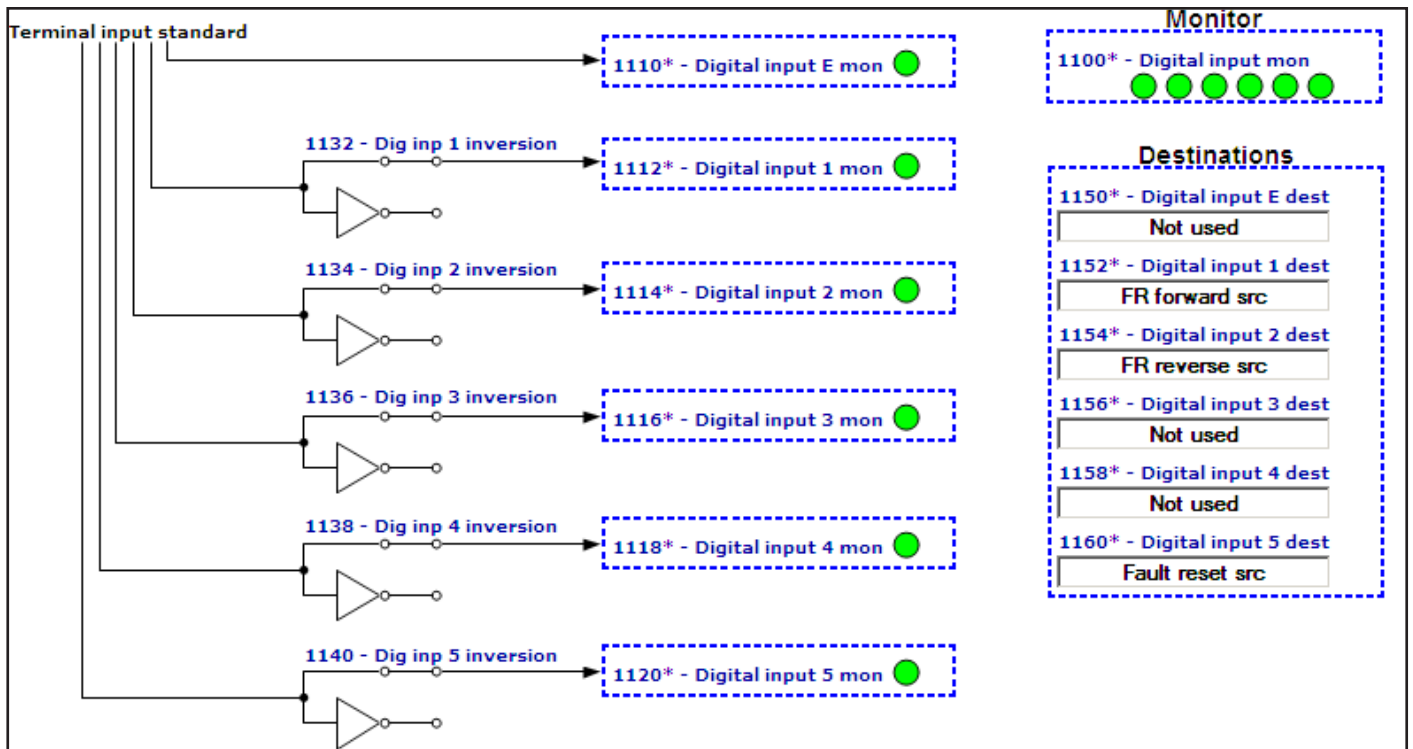 Terminal input standard
1110* - Digital input E mon
1132 - Dig inp 1 inversion
1112* - Digital input 1 mon
1134 - Dig inp 2 inversion
1114* - Digital input 2 mon
1136 - Dig inp 3 inversion
1116* - Digital input 3 mon
1138 - Dig inp 4 inversion
1118* - Digital input 4 mon
1140 - Dig inp 5 inversion
1120* - Digital input 5 mon
Monitor
1100* - Digital input mon
Destinations
1150* - Digital input E dest
Not used
1152* - Digital input 1 dest
FR forward src
1154* - Digital input 2 dest
FR reverse src
1156* - Digital input 3 dest
Not used
1158* - Digital input 4 dest
Not used
1160* - Digital input 5 dest
Fault reset src